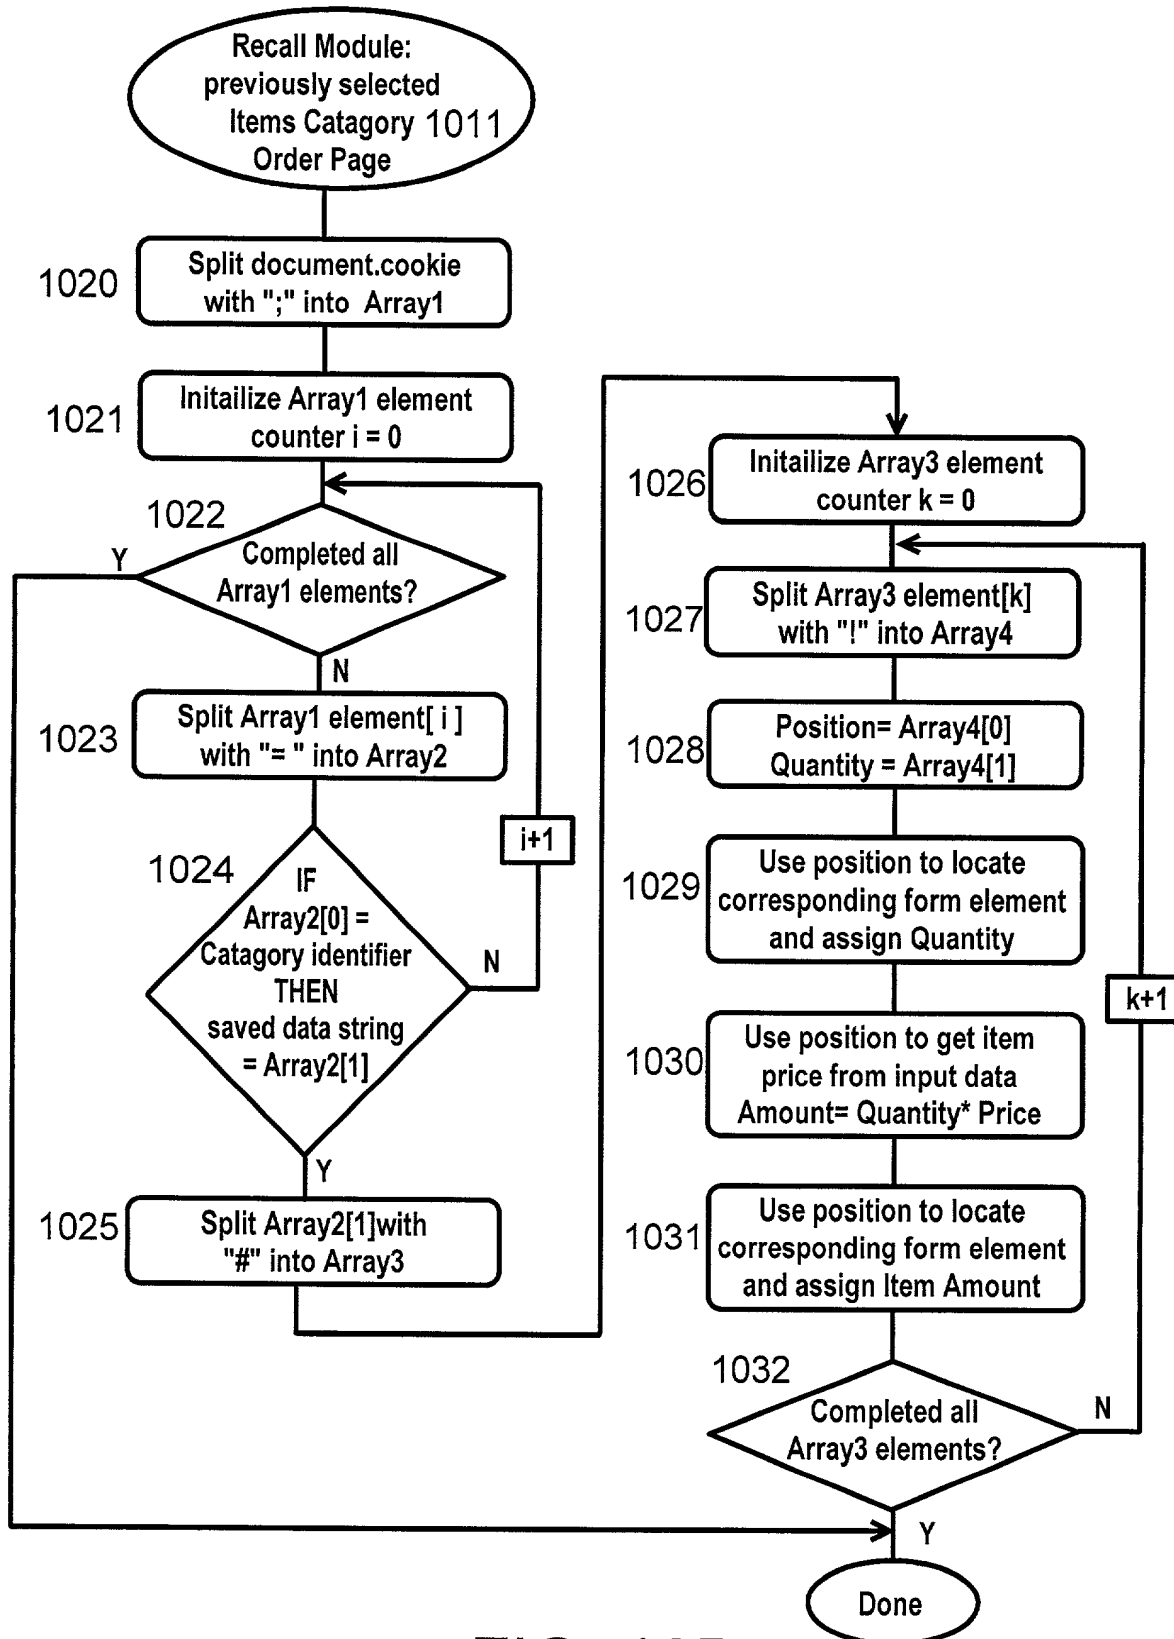 Recall Module:
previously selected
Items Catagory 1011
Order Page
1020
Split document.cookie
with ";" into Array1
1021
Initailize Array1 element
counter i = 0
1022
Y
Completed all
Array1 elements?
N
1023
Split Array1 element[ i ]
with "= " into Array2
i+1
1024
IF
Array2[0] =
Catagory identifier
THEN
saved data string
= Array2[1]
N
Y
1025
Split Array2[1]with
"#" into Array3
1026
Initailize Array3 element
counter k = 0
1027
Split Array3 element[k]
with "!" into Array4
1028
Position= Array4[0]
Quantity = Array4[1]
1029
Use position to locate
corresponding form element
and assign Quantity
k+1
1030
Use position to get item
price from input data
Amount= Quantity* Price
1031
Use position to locate
corresponding form element
and assign Item Amount
1032
Completed all
Array3 elements?
N
Y
Done